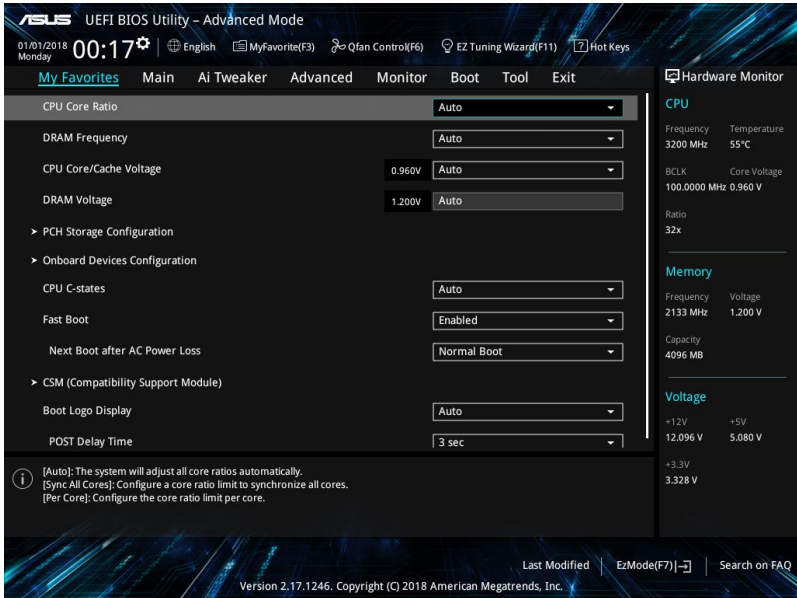 ASUS UEFI BIOS Utility – Advanced Mode
01/01/2018 Monday 00:17 English MyFavorite(F3) Qfan Control(F6) EZ Tuning Wizard(F11) Hot Keys
My Favorites Main Ai Tweaker Advanced Monitor Boot Tool Exit
CPU Core Ratio Auto
DRAM Frequency Auto
CPU Core/Cache Voltage 0.960V Auto
DRAM Voltage 1.200V Auto
> PCH Storage Configuration
> Onboard Devices Configuration
CPU C-states Auto
Fast Boot Enabled
Next Boot after AC Power Loss Normal Boot
> CSM (Compatibility Support Module)
Boot Logo Display Auto
POST Delay Time 3 sec
[Auto]: The system will adjust all core ratios automatically.
[Sync All Cores]: Configure a core ratio limit to synchronize all cores.
[Per Core]: Configure the core ratio limit per core.
Hardware Monitor
CPU
Frequency Temperature
3200 MHz 55°C
BCLK Core Voltage
100.0000 MHz 0.960 V
Ratio
32x
Memory
Frequency Voltage
2133 MHz 1.200 V
Capacity
4096 MB
Voltage
+12V +5V
12.096 V 5.080 V
+3.3V
3.328 V
Last Modified EzMode(F7) Search on FAQ
Version 2.17.1246. Copyright (C) 2018 American Megatrends, Inc.